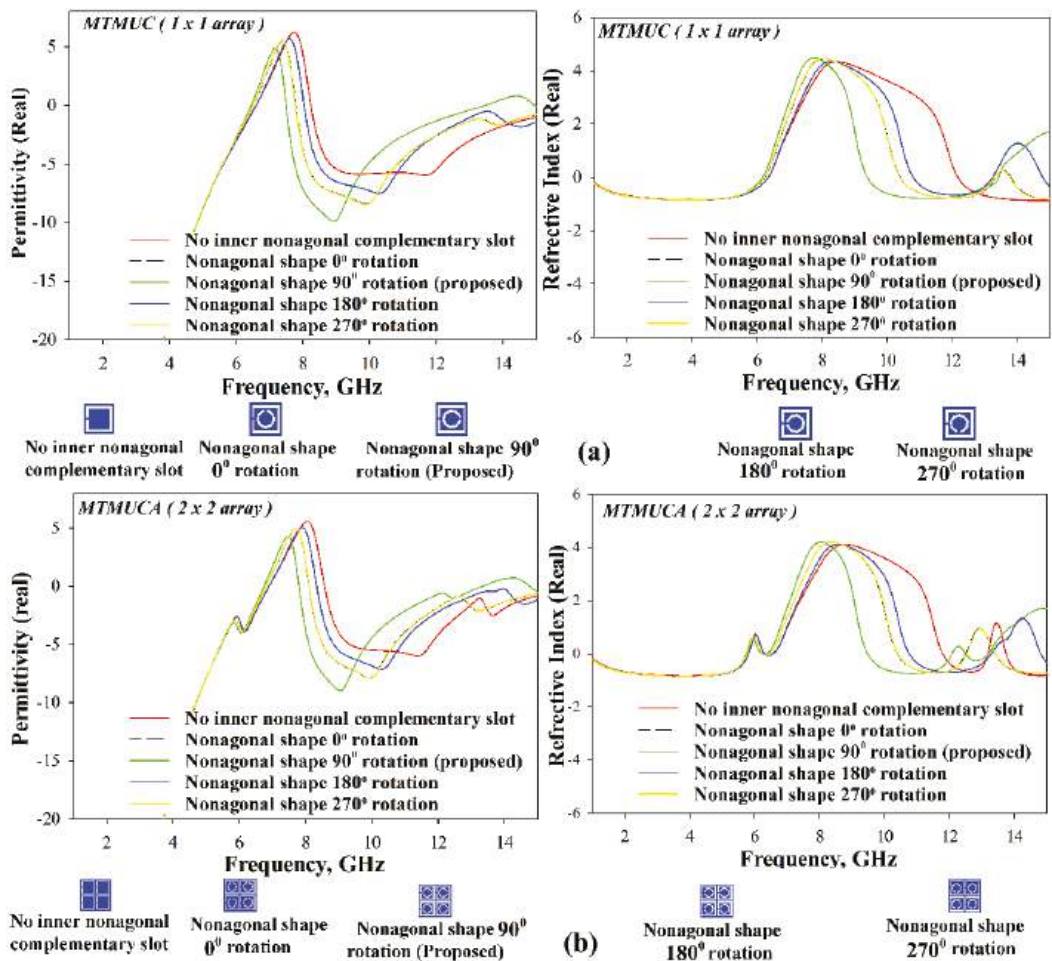 MTMUC ( 1 x 1 array )
Permittivity (Real)
5
0
-5
-10
-15
-20
No inner nonagonal complementary slot
Nonagonal shape 0⁰ rotation
Nonagonal shape 90⁰ rotation (proposed)
Nonagonal shape 180⁰ rotation
Nonagonal shape 270⁰ rotation
2 4 6 8 10 12 14
Frequency, GHz
MTMUC ( 1 x 1 array )
Refrective Index (Real)
6
4
2
0
-2
-4
-6
No inner nonagonal complementary slot
Nonagonal shape 0⁰ rotation
Nonagonal shape 90⁰ rotation (proposed)
Nonagonal shape 180⁰ rotation
Nonagonal shape 270⁰ rotation
2 4 6 8 10 12 14
Frequency, GHz
No inner nonagonal
complementary slot
Nonagonal shape
0⁰ rotation
Nonagonal shape 90⁰
rotation (Proposed)
(a)
Nonagonal shape
180⁰ rotation
Nonagonal shape
270⁰ rotation
MTMUCA ( 2 x 2 array )
Permittivity (real)
5
0
-5
-10
-15
-20
No inner nonagonal complementary slot
Nonagonal shape 0⁰ rotation
Nonagonal shape 90⁰ rotation (proposed)
Nonagonal shape 180⁰ rotation
Nonagonal shape 270⁰ rotation
2 4 6 8 10 12 14
Frequency, GHz
MTMUCA ( 2 x 2 array )
Refrective Index (Real)
4
2
0
-2
-4
-6
No inner nonagonal complementary slot
Nonagonal shape 0⁰ rotation
Nonagonal shape 90⁰ rotation (proposed)
Nonagonal shape 180⁰ rotation
Nonagonal shape 270⁰ rotation
2 4 6 8 10 12 14
Frequency, GHz
No inner nonagonal
complementary slot
Nonagonal shape
0⁰ rotation
Nonagonal shape 90⁰
rotation (Proposed)
(b)
Nonagonal shape
180⁰ rotation
Nonagonal shape
270⁰ rotation